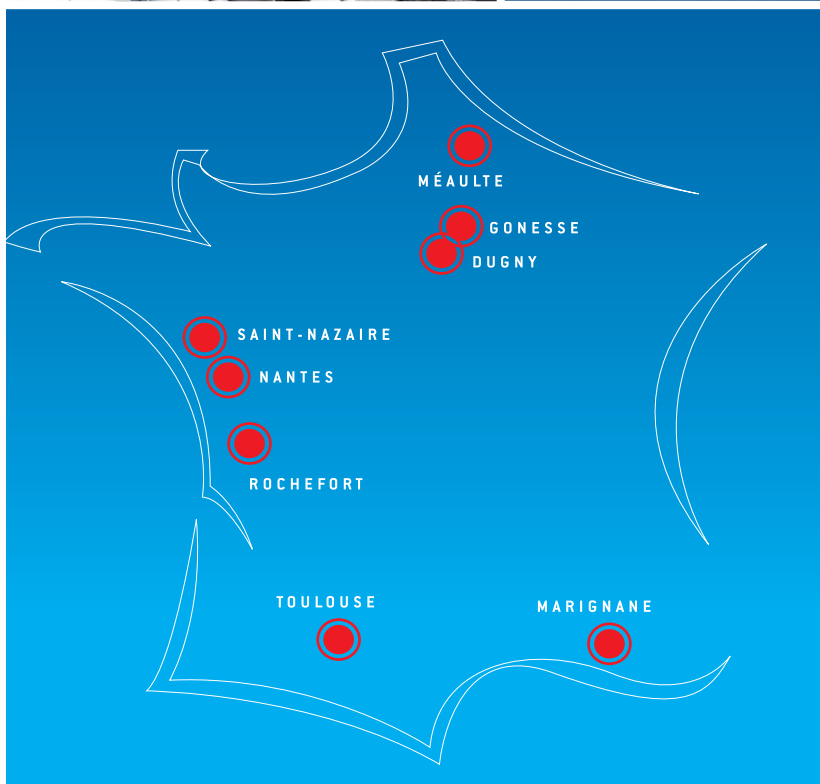 MÉAULTE
GONESSE
DUGNY
SAINT-NAZAIRE
NANTES
ROCHEFORT
TOULOUSE
MARIGNANE